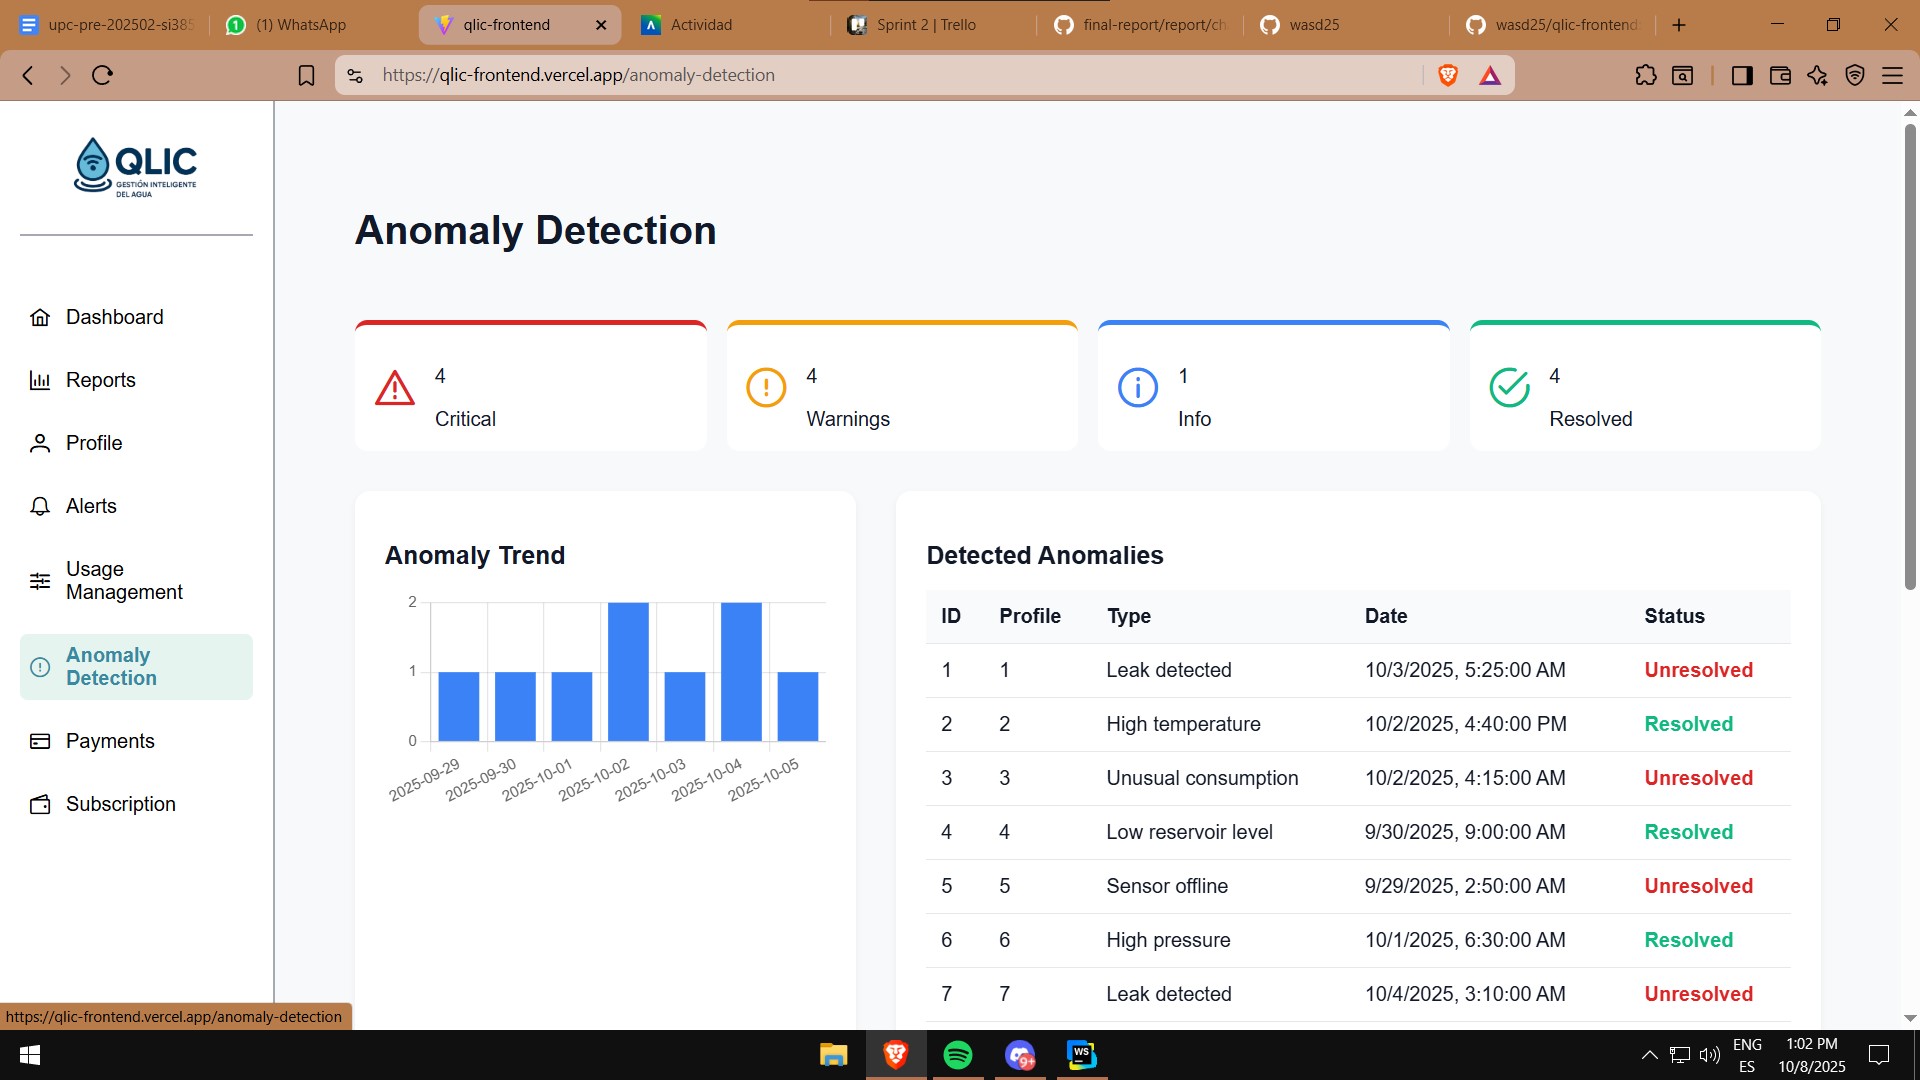 upc-pre-202502-si385
(1) WhatsApp
qlic-frontend
Actividad
Sprint 2 | Trello
final-report/report/ch
wasd25
wasd25/qlic-frontend:
https://qlic-frontend.vercel.app/anomaly-detection
QLIC
GESTIÓN INTELIGENTE
DEL AGUA
Dashboard
Reports
Profile
Alerts
Usage
Management
Anomaly
Detection
Payments
Subscription
Anomaly Detection
4
Critical
4
Warnings
1
Info
4
Resolved
Anomaly Trend
2
1
0
2025-09-29 2025-09-30 2025-10-01 2025-10-02 2025-10-03 2025-10-04 2025-10-05
Detected Anomalies
ID Profile Type Date Status
1 1 Leak detected 10/3/2025, 5:25:00 AM Unresolved
2 2 High temperature 10/2/2025, 4:40:00 PM Resolved
3 3 Unusual consumption 10/2/2025, 4:15:00 AM Unresolved
4 4 Low reservoir level 9/30/2025, 9:00:00 AM Resolved
5 5 Sensor offline 9/29/2025, 2:50:00 AM Unresolved
6 6 High pressure 10/1/2025, 6:30:00 AM Resolved
7 7 Leak detected 10/4/2025, 3:10:00 AM Unresolved
https://qlic-frontend.vercel.app/anomaly-detection
WS
9+
ENG
ES
1:02 PM
10/8/2025